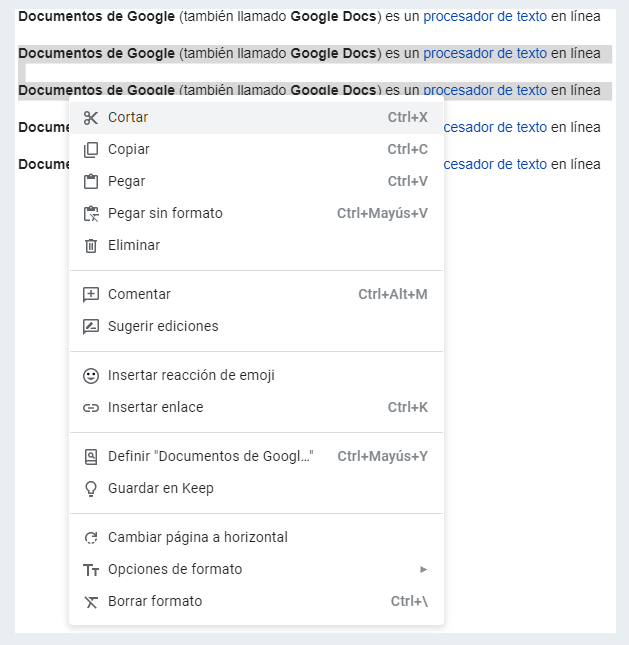 Documentos de Google (también llamado Google Docs) es un procesador de texto en línea
Documentos de Google (también llamado Google Docs) es un procesador de texto en línea
Documentos de Google (también llamado Google Docs) es un procesador de texto en línea
Docume cesador de texto en línea
Docume cesador de texto en línea
Cortar Ctrl+X
Copiar Ctrl+C
Pegar Ctrl+V
Pegar sin formato Ctrl+Mayús+V
Eliminar
Comentar Ctrl+Alt+M
Sugerir ediciones
Insertar reacción de emoji
Insertar enlace Ctrl+K
Definir "Documentos de Googl…" Ctrl+Mayús+Y
Guardar en Keep
Cambiar página a horizontal
Opciones de formato
Borrar formato Ctrl+\